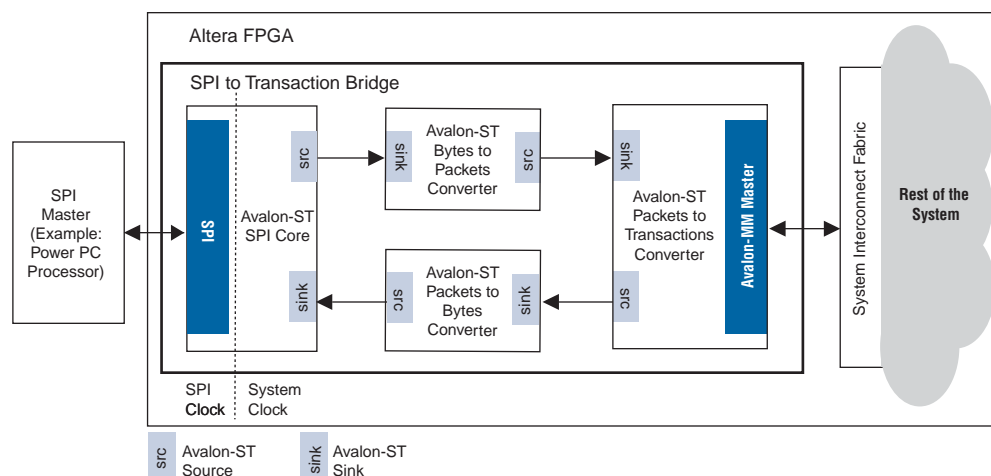 Altera FPGA
SPI to Transaction Bridge
SPI
Master
(Example:
Power PC
Processor)
SPI
Avalon-ST
SPI Core
src
sink
sink
Avalon-ST
Bytes to
Packets
Converter
src
src
Avalon-ST
Packets to
Bytes
Converter
sink
sink
Avalon-ST
Packets to
Transactions
Converter
src
Avalon-MM Master
System Interconnect Fabric
Rest of the
System
SPI
Clock
System
Clock
src
Avalon-ST
Source
sink
Avalon-ST
Sink